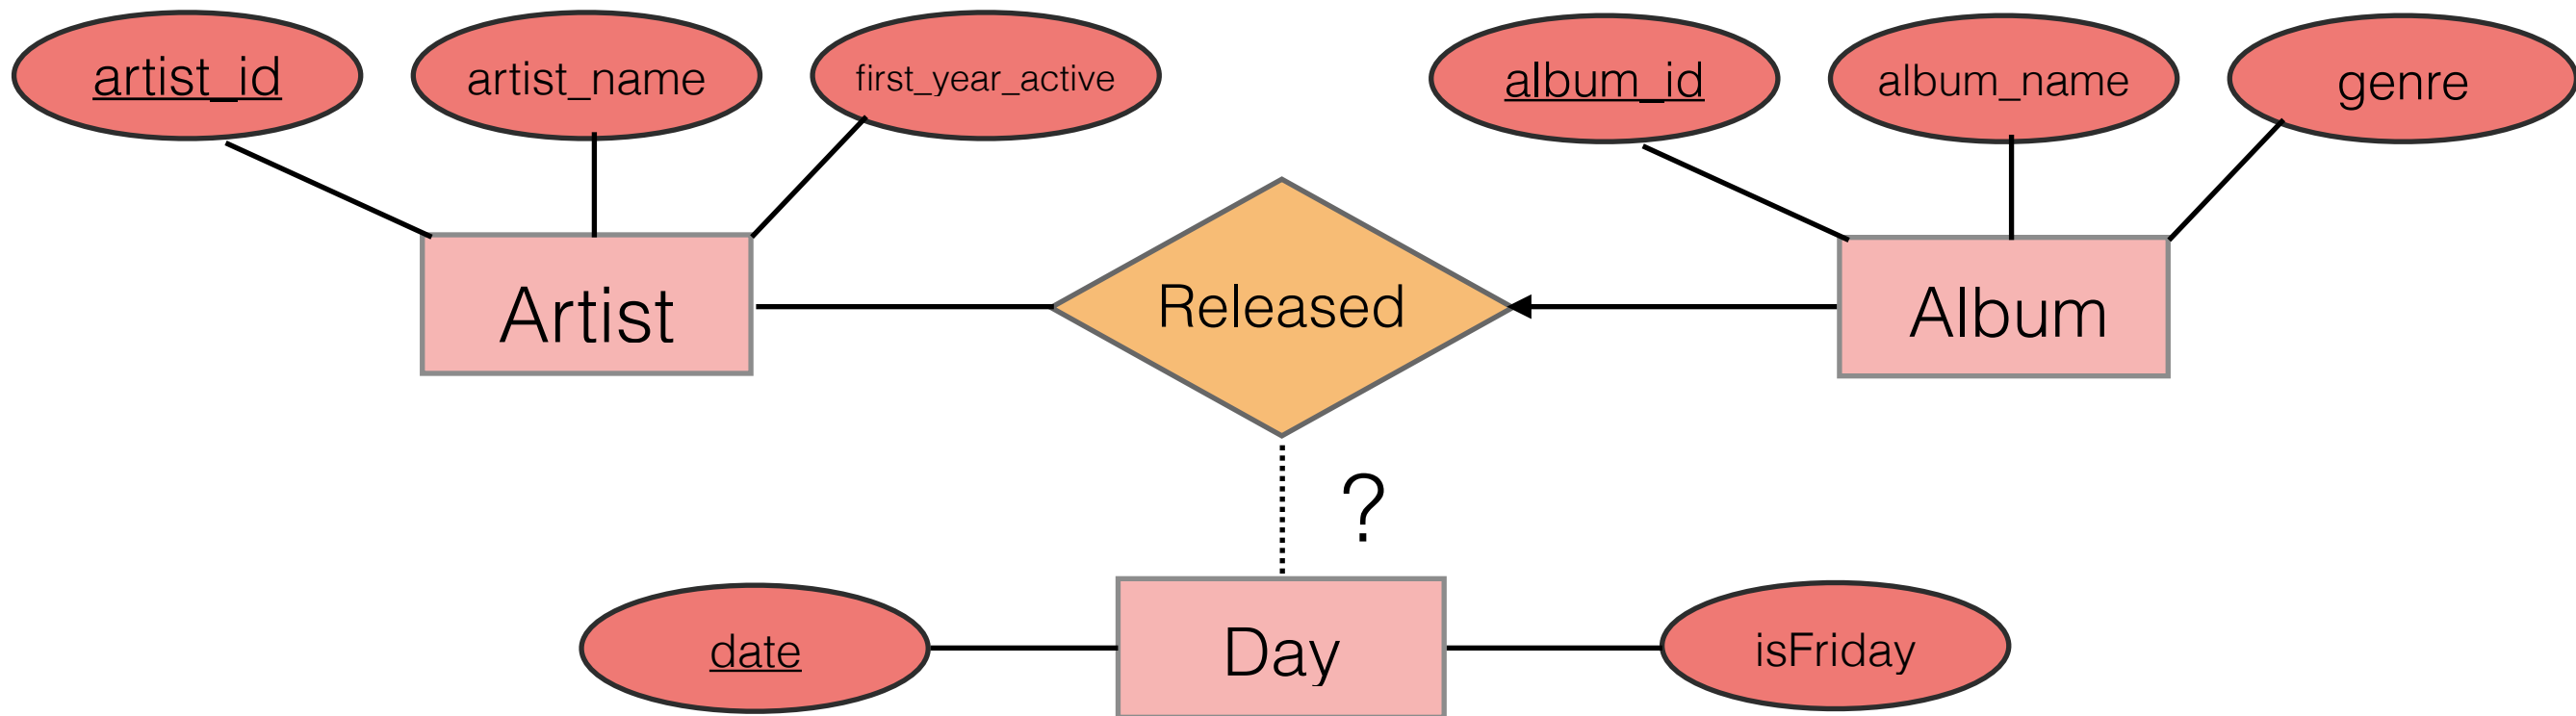 artist_id
artist_name
first_year_active
album_id
album_name
genre
Artist
Released
Album
?
date
Day
isFriday